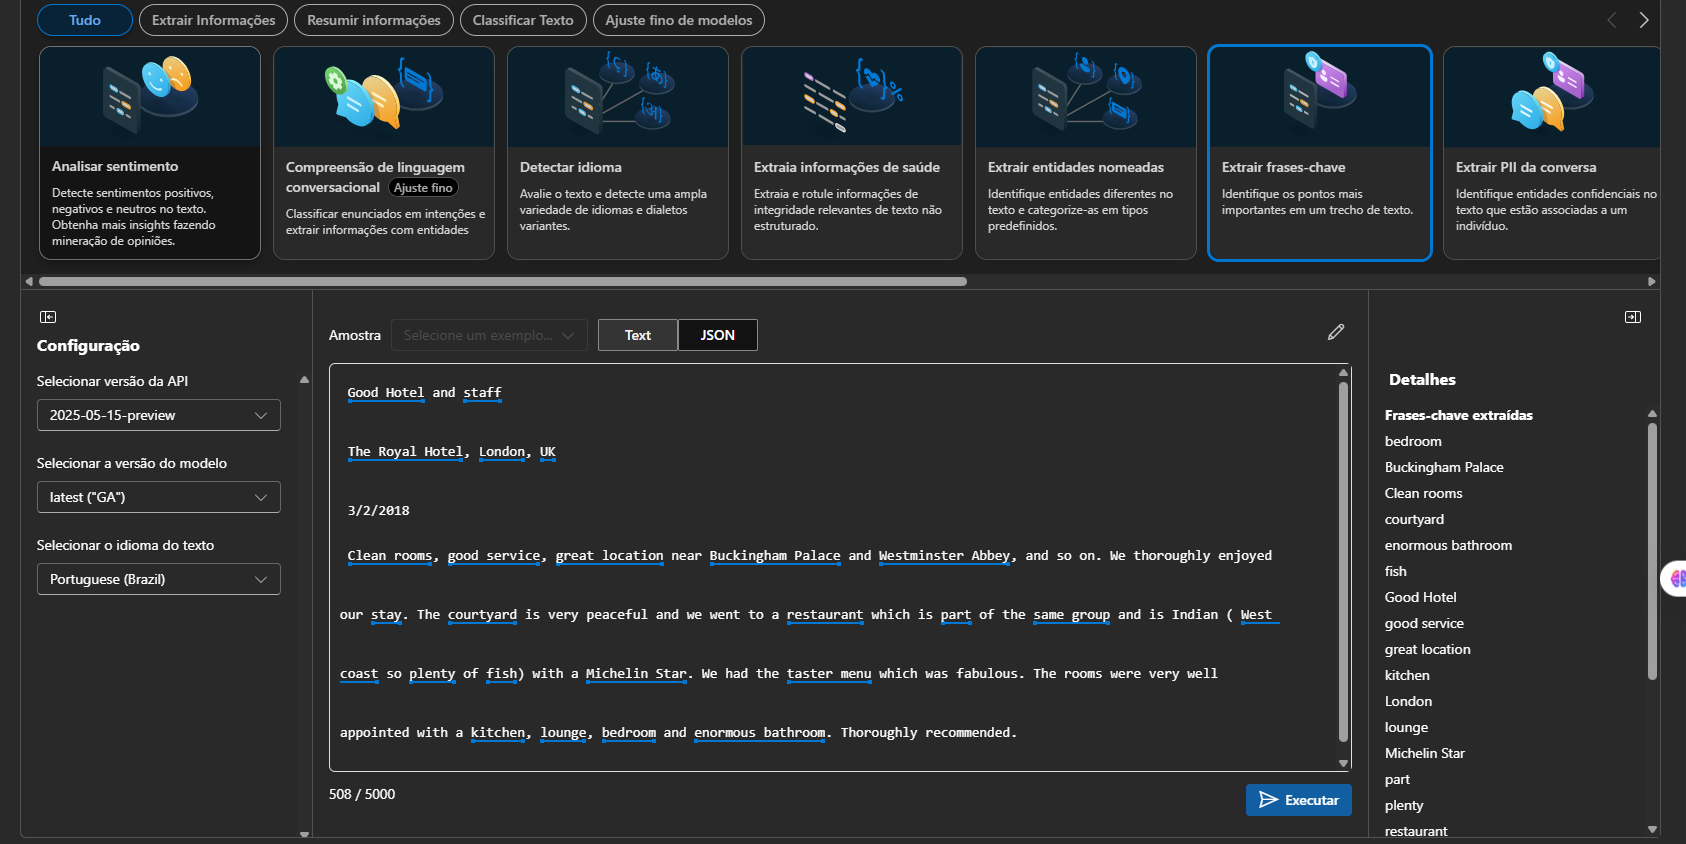 Tudo
Extrair Informações
Resumir informações
Classificar Texto
Ajuste fino de modelos
Analisar sentimento
Detecte sentimentos positivos,
negativos e neutros no texto.
Obtenha mais insights fazendo
mineração de opiniões.
Compreensão de linguagem
conversacional Ajuste fino
Classificar enunciados em intenções e
extrair informações com entidades
Detectar idioma
Avalie o texto e detecte uma ampla
variedade de idiomas e dialetos
variantes.
Extraia informações de saúde
Extraia e rotule informações de
integridade relevantes de texto não
estruturado.
Extrair entidades nomeadas
Identifique entidades diferentes no
texto e categorize-as em tipos
predefinidos.
Extrair frases-chave
Identifique os pontos mais
importantes em um trecho de texto.
Extrair PII da conversa
Identifique entidades confidenciais no
texto que estão associadas a um
indivíduo.
Configuração
Selecionar versão da API
2025-05-15-preview
Selecionar a versão do modelo
latest ("GA")
Selecionar o idioma do texto
Portuguese (Brazil)
Amostra
Selecione um exemplo...
Text
JSON
Good Hotel and staff
The Royal Hotel, London, UK
3/2/2018
Clean rooms, good service, great location near Buckingham Palace and Westminster Abbey, and so on. We thoroughly enjoyed
our stay. The courtyard is very peaceful and we went to a restaurant which is part of the same group and is Indian ( West
coast so plenty of fish) with a Michelin Star. We had the taster menu which was fabulous. The rooms were very well
appointed with a kitchen, lounge, bedroom and enormous bathroom. Thoroughly recommended.
508 / 5000
Executar
Detalhes
Frases-chave extraídas
bedroom
Buckingham Palace
Clean rooms
courtyard
enormous bathroom
fish
Good Hotel
good service
great location
kitchen
London
lounge
Michelin Star
part
plenty
restaurant